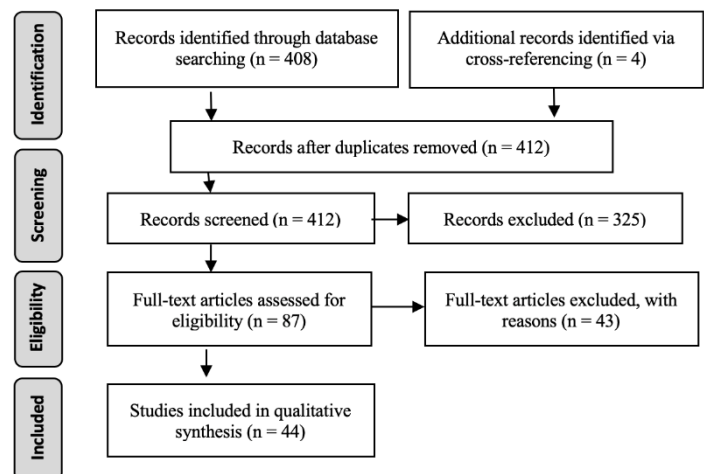 Identification
Records identified through database
searching (n = 408)
Additional records identified via
cross-referencing (n = 4)
Records after duplicates removed (n = 412)
Screening
Records screened (n = 412)
Records excluded (n = 325)
Eligibility
Full-text articles assessed for
eligibility (n = 87)
Full-text articles excluded, with
reasons (n = 43)
Included
Studies included in qualitative
synthesis (n = 44)